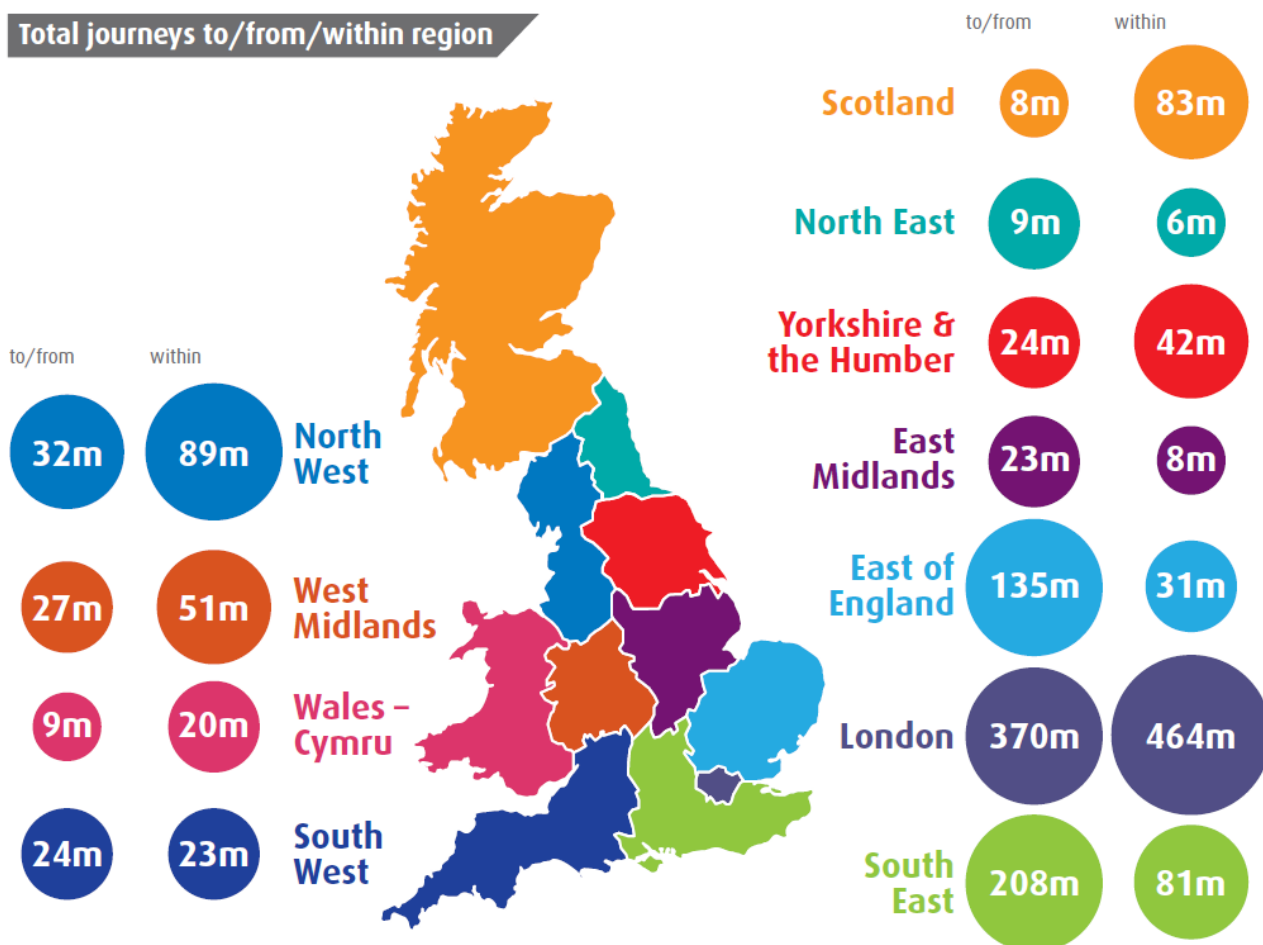 Total journeys to/from/within region
to/from within
Scotland 8m 83m
North East 9m 6m
Yorkshire &
the Humber 24m 42m
East
Midlands 23m 8m
East of
England 135m 31m
London 370m 464m
South
East 208m 81m
to/from within
32m 89m North
West
27m 51m West
Midlands
9m 20m Wales –
Cymru
24m 23m South
West